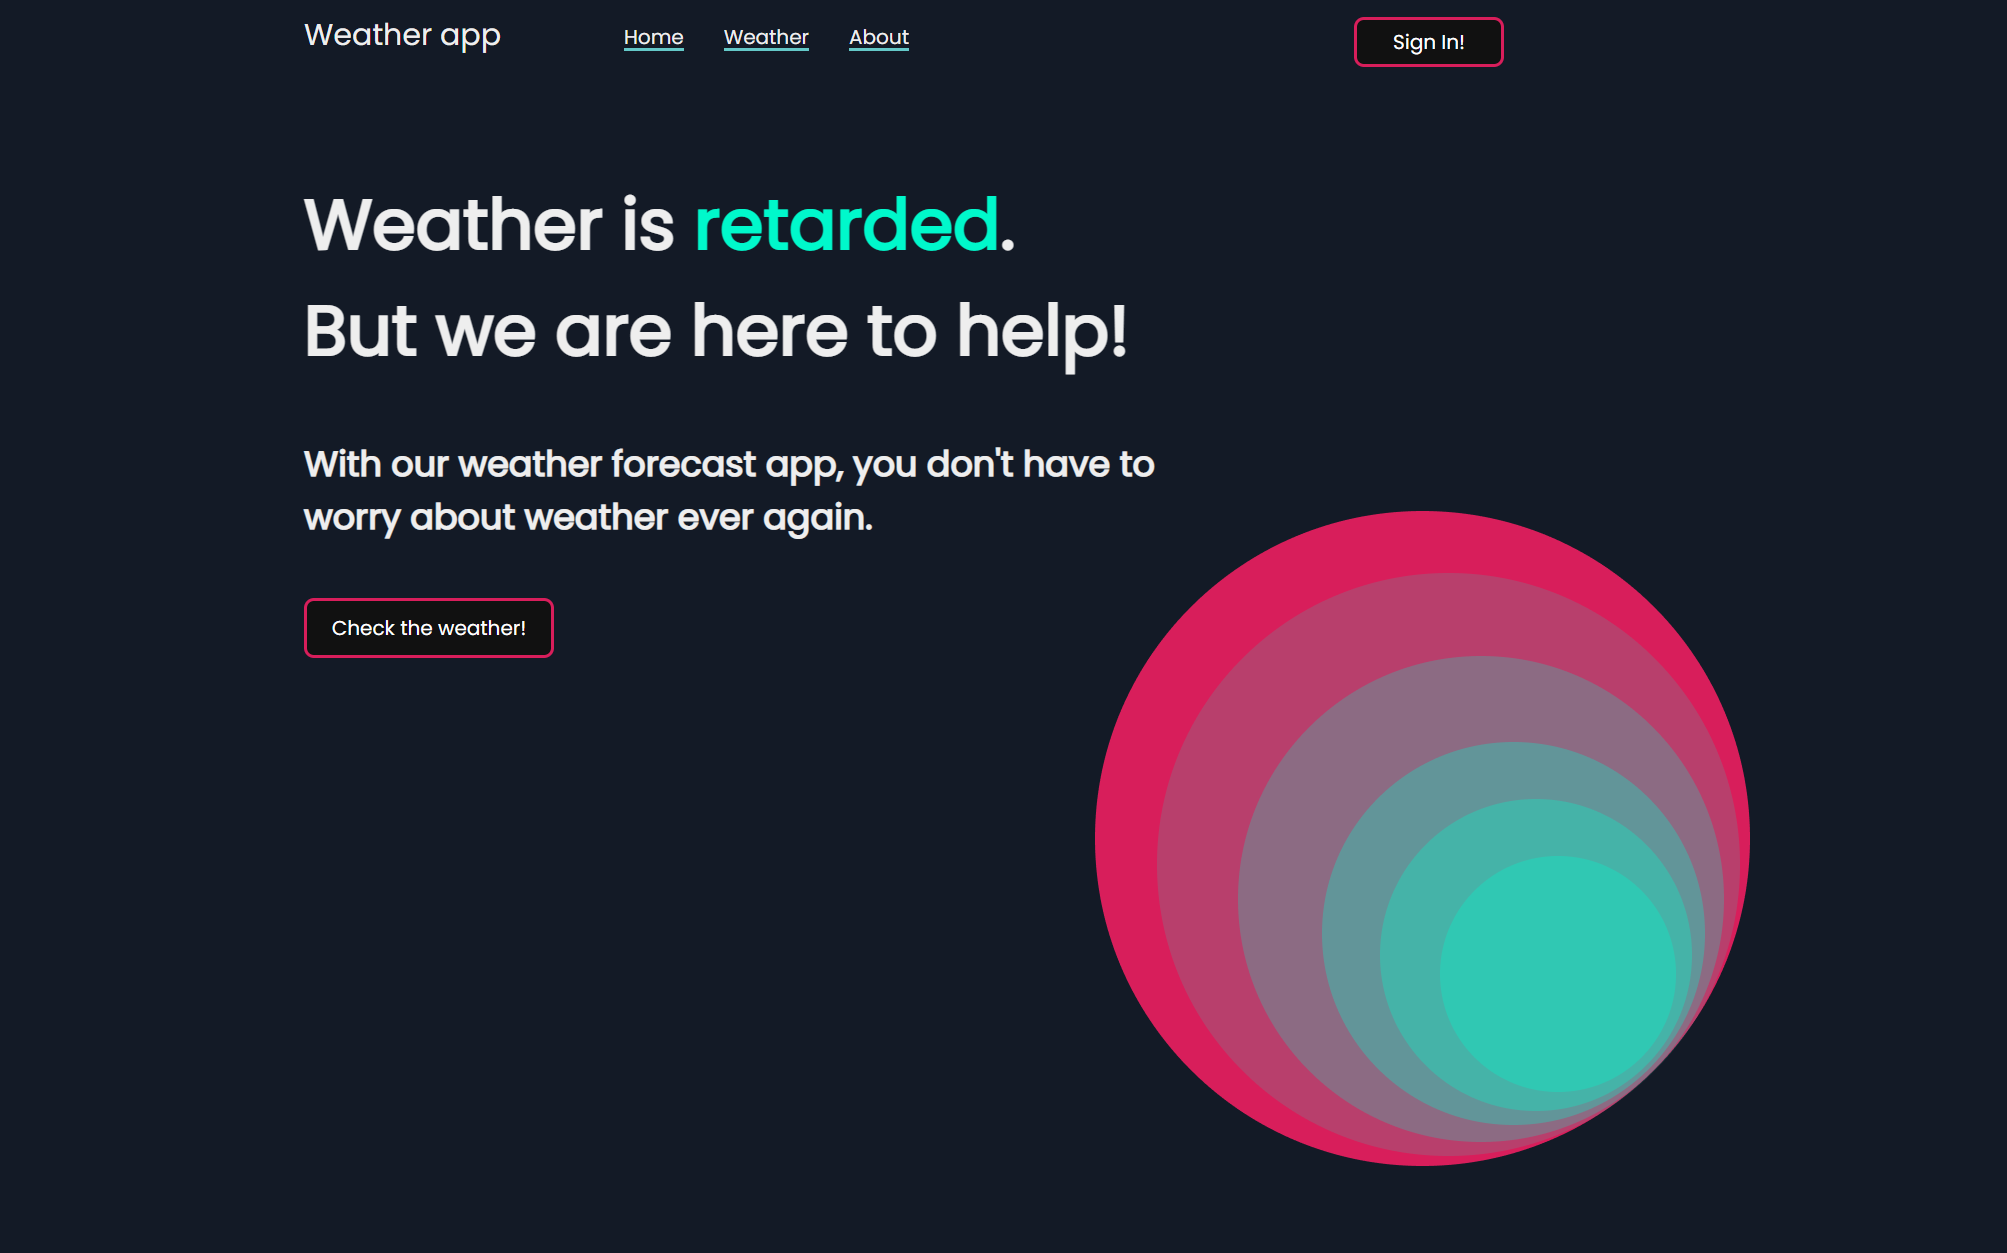 Weather app
Home
Weather
About
Sign In!
Weather is retarded.
But we are here to help!
With our weather forecast app, you don't have to
worry about weather ever again.
Check the weather!